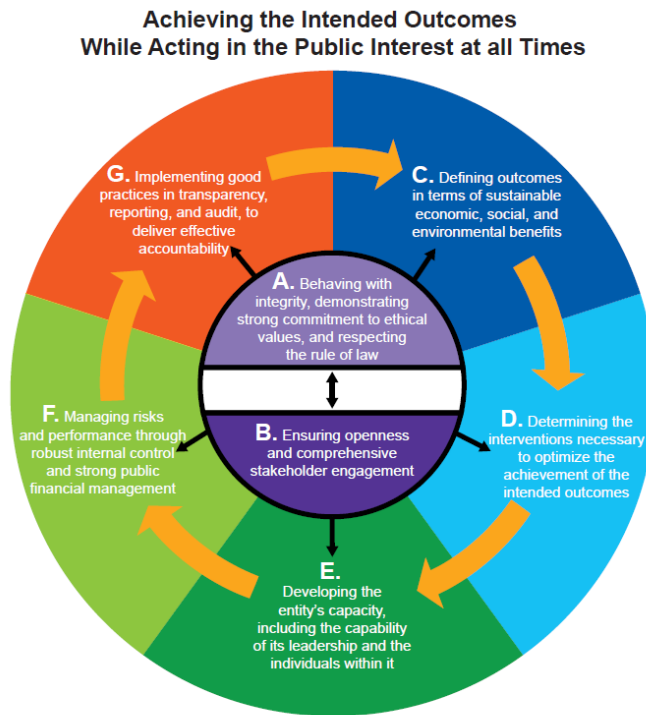 Achieving the Intended Outcomes
While Acting in the Public Interest at all Times
A. Behaving with
integrity, demonstrating
strong commitment to ethical
values, and respecting
the rule of law
B. Ensuring openness
and comprehensive
stakeholder engagement
C. Defining outcomes
in terms of sustainable
economic, social, and
environmental benefits
D. Determining the
interventions necessary
to optimize the
achievement of the
intended outcomes
E.
Developing the
entity's capacity,
including the capability
of its leadership and the
individuals within it
F. Managing risks
and performance through
robust internal control
and strong public
financial management
G. Implementing good
practices in transparency,
reporting, and audit, to
deliver effective
accountability